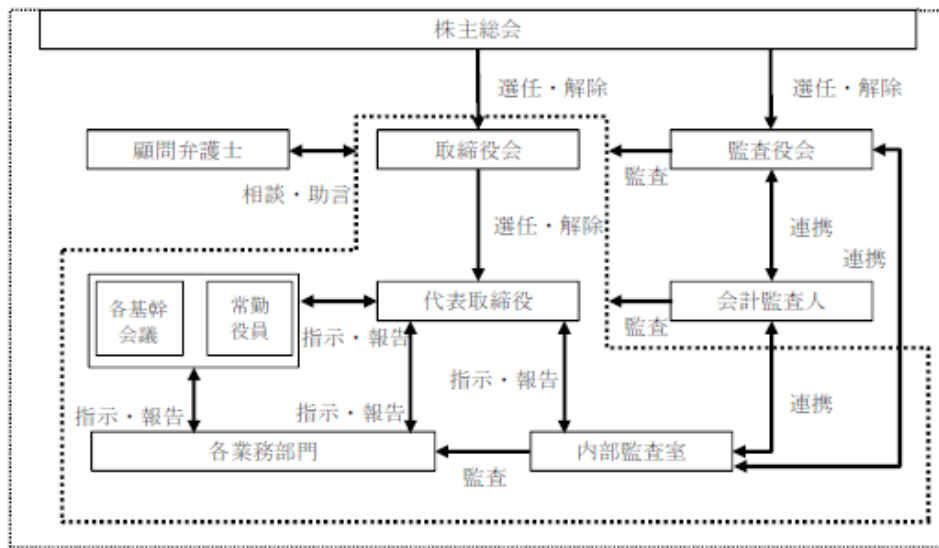 株主総会
選任・解除
選任・解除
顧問弁護士
取締役会
監査役会
相談・助言
監査
選任・解除
連携
連携
各基幹
会議
常勤
役員
代表取締役
会計監査人
指示・報告
監査
指示・報告
指示・報告
指示・報告
連携
各業務部門
内部監査室
監査